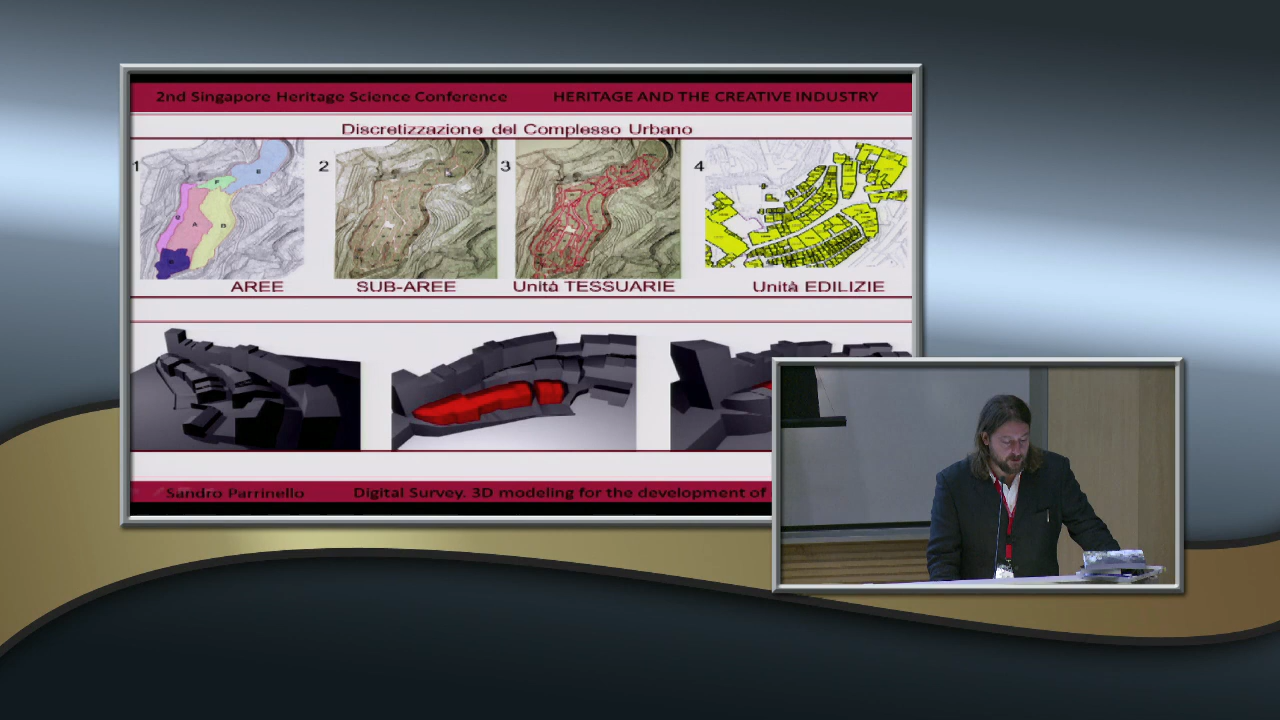 2nd Singapore Heritage Science Conference HERITAGE AND THE CREATIVE INDUSTRY
Discretizzazione del Complesso Urbano
1 2 3 4
AREE SUB-AREE Unità TESSUARIE Unità EDILIZIE
Sandro Parrinello Digital Survey. 3D modeling for the development of